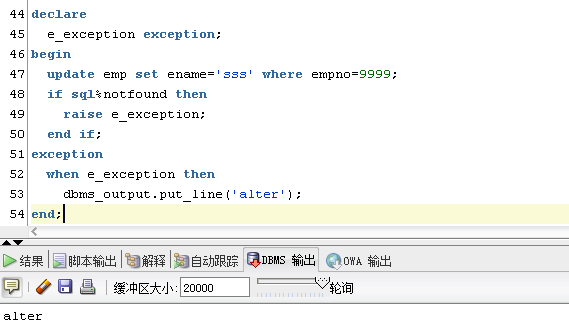 44 declare
45   e_exception exception;
46 begin
47   update emp set ename='sss' where empno=9999;
48   if sql%notfound then
49     raise e_exception;
50   end if;
51 exception
52   when e_exception then
53     dbms_output.put_line('alter');
54 end;
结果 脚本输出 解释 自动跟踪 DBMS 输出 OWA 输出
缓冲区大小: 20000 轮询
alter